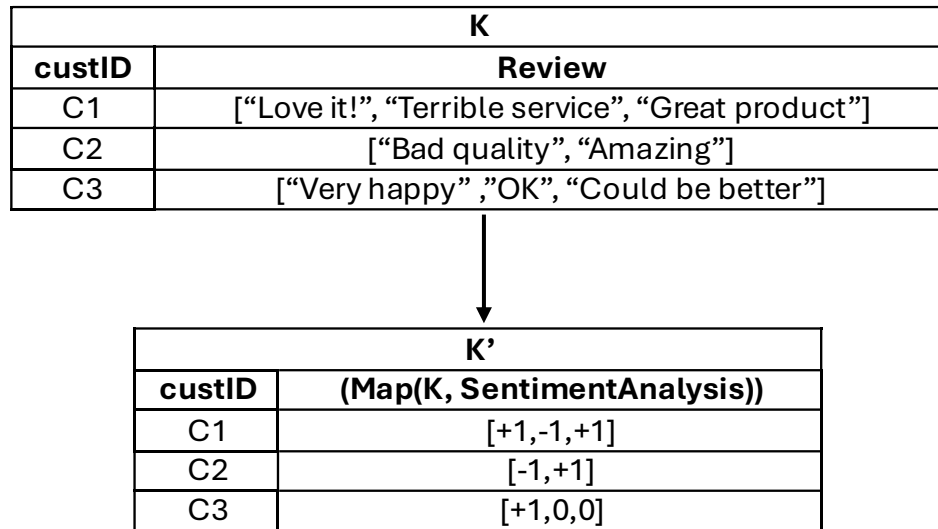 K
custID Review
C1 [“Love it!”, “Terrible service”, “Great product”]
C2 [“Bad quality”, “Amazing”]
C3 [“Very happy” ,”OK”, “Could be better”]
K’
custID (Map(K, SentimentAnalysis))
C1 [+1,-1,+1]
C2 [-1,+1]
C3 [+1,0,0]